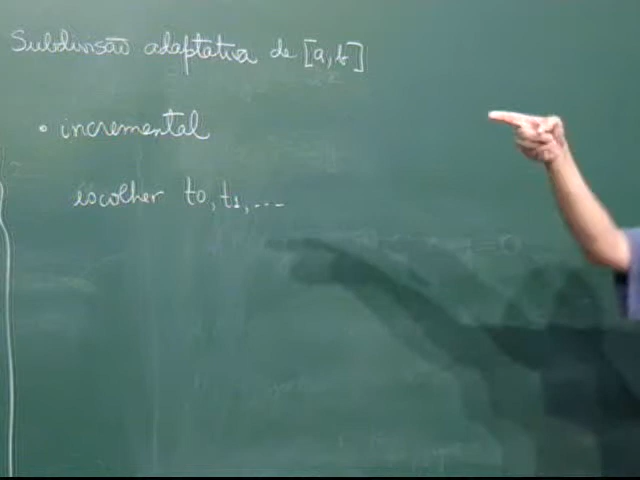 Subdivisão adaptativa de [a, b]
• incremental
escolher t0, t1, ...